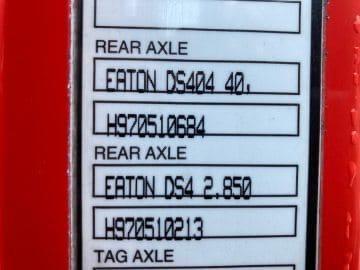 REAR AXLE
EATON DS404 40,
H970510684
REAR AXLE
EATON DS4 2.850
H970510213
TAG AXLE